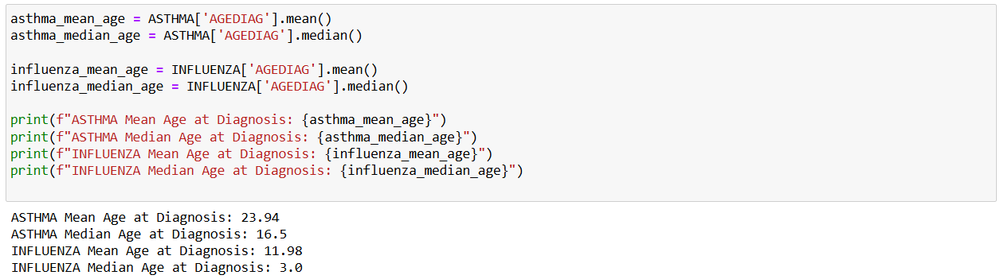 asthma_mean_age = ASTHMA['AGEDIAG'].mean()
asthma_median_age = ASTHMA['AGEDIAG'].median()
influenza_mean_age = INFLUENZA['AGEDIAG'].mean()
influenza_median_age = INFLUENZA['AGEDIAG'].median()
print(f"ASTHMA Mean Age at Diagnosis: {asthma_mean_age}")
print(f"ASTHMA Median Age at Diagnosis: {asthma_median_age}")
print(f"INFLUENZA Mean Age at Diagnosis: {influenza_mean_age}")
print(f"INFLUENZA Median Age at Diagnosis: {influenza_median_age}")
ASTHMA Mean Age at Diagnosis: 23.94
ASTHMA Median Age at Diagnosis: 16.5
INFLUENZA Mean Age at Diagnosis: 11.98
INFLUENZA Median Age at Diagnosis: 3.0